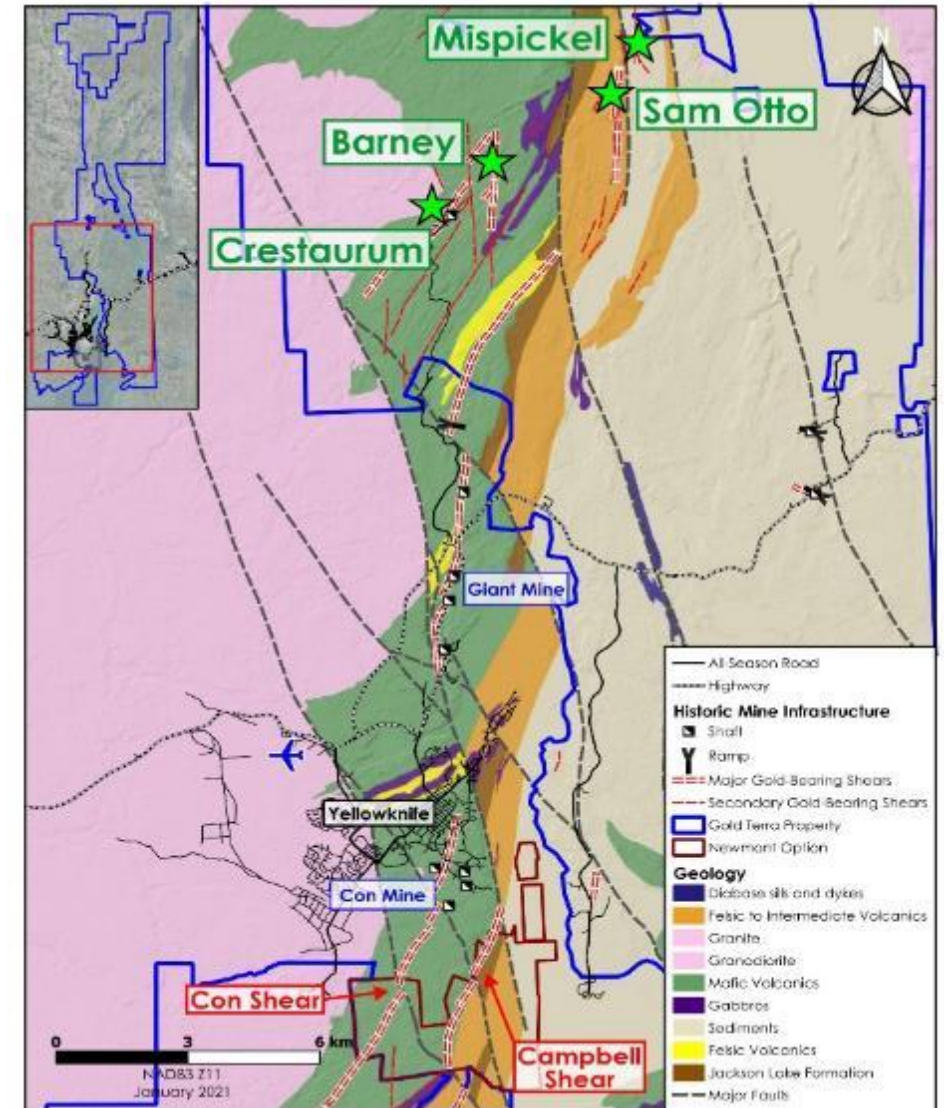 Mispickel
N
Sam Otto
Barney
Crestaurum
Giant Mine
Yellowknife
Con Mine
Con Shear
Campbell
Shear
0 3 6 km
NAD83 Z11
January 2021
All-Season Road
Highway
Historic Mine Infrastructure
Shaft
Ramp
Major Gold-Bearing Shears
Secondary Gold-Bearing Shears
Gold Terra Property
Newmont Option
Geology
Diabase sills and dykes
Felsic to Intermediate Volcanics
Granite
Granodiorite
Mafic Volcanics
Gabbros
Sediments
Felsic Volcanics
Jackson Lake Formation
Major Faults